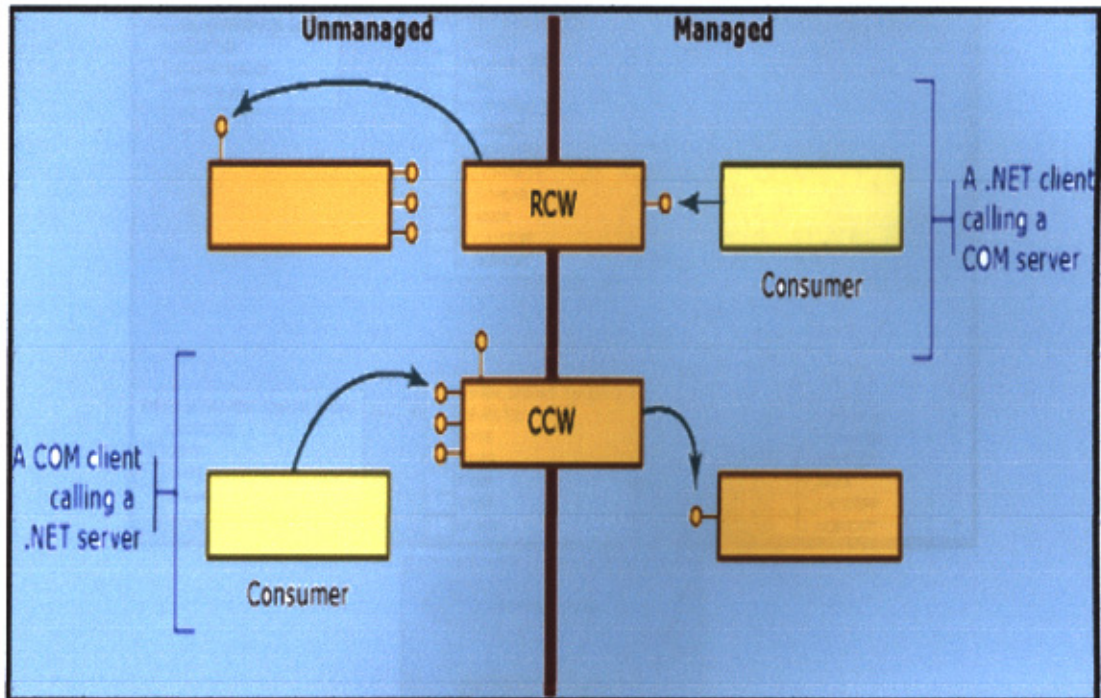 Unmanaged
Managed
RCW
A .NET client
calling a
COM server
Consumer
CCW
A COM client
calling a
.NET server
Consumer